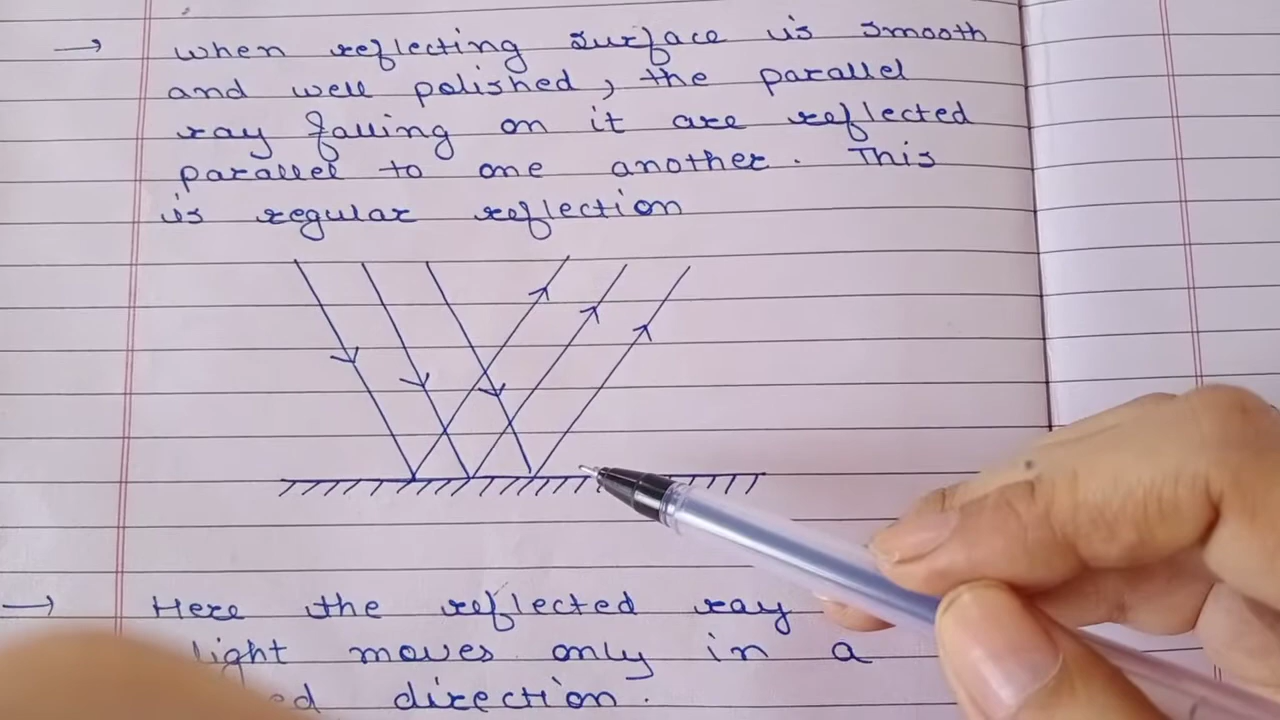 → When reflecting surface is smooth
and well polished, the parallel
ray falling on it are reflected
parallel to one another. This
is regular reflection
→ Here the reflected ray
light moves only in a
direction.